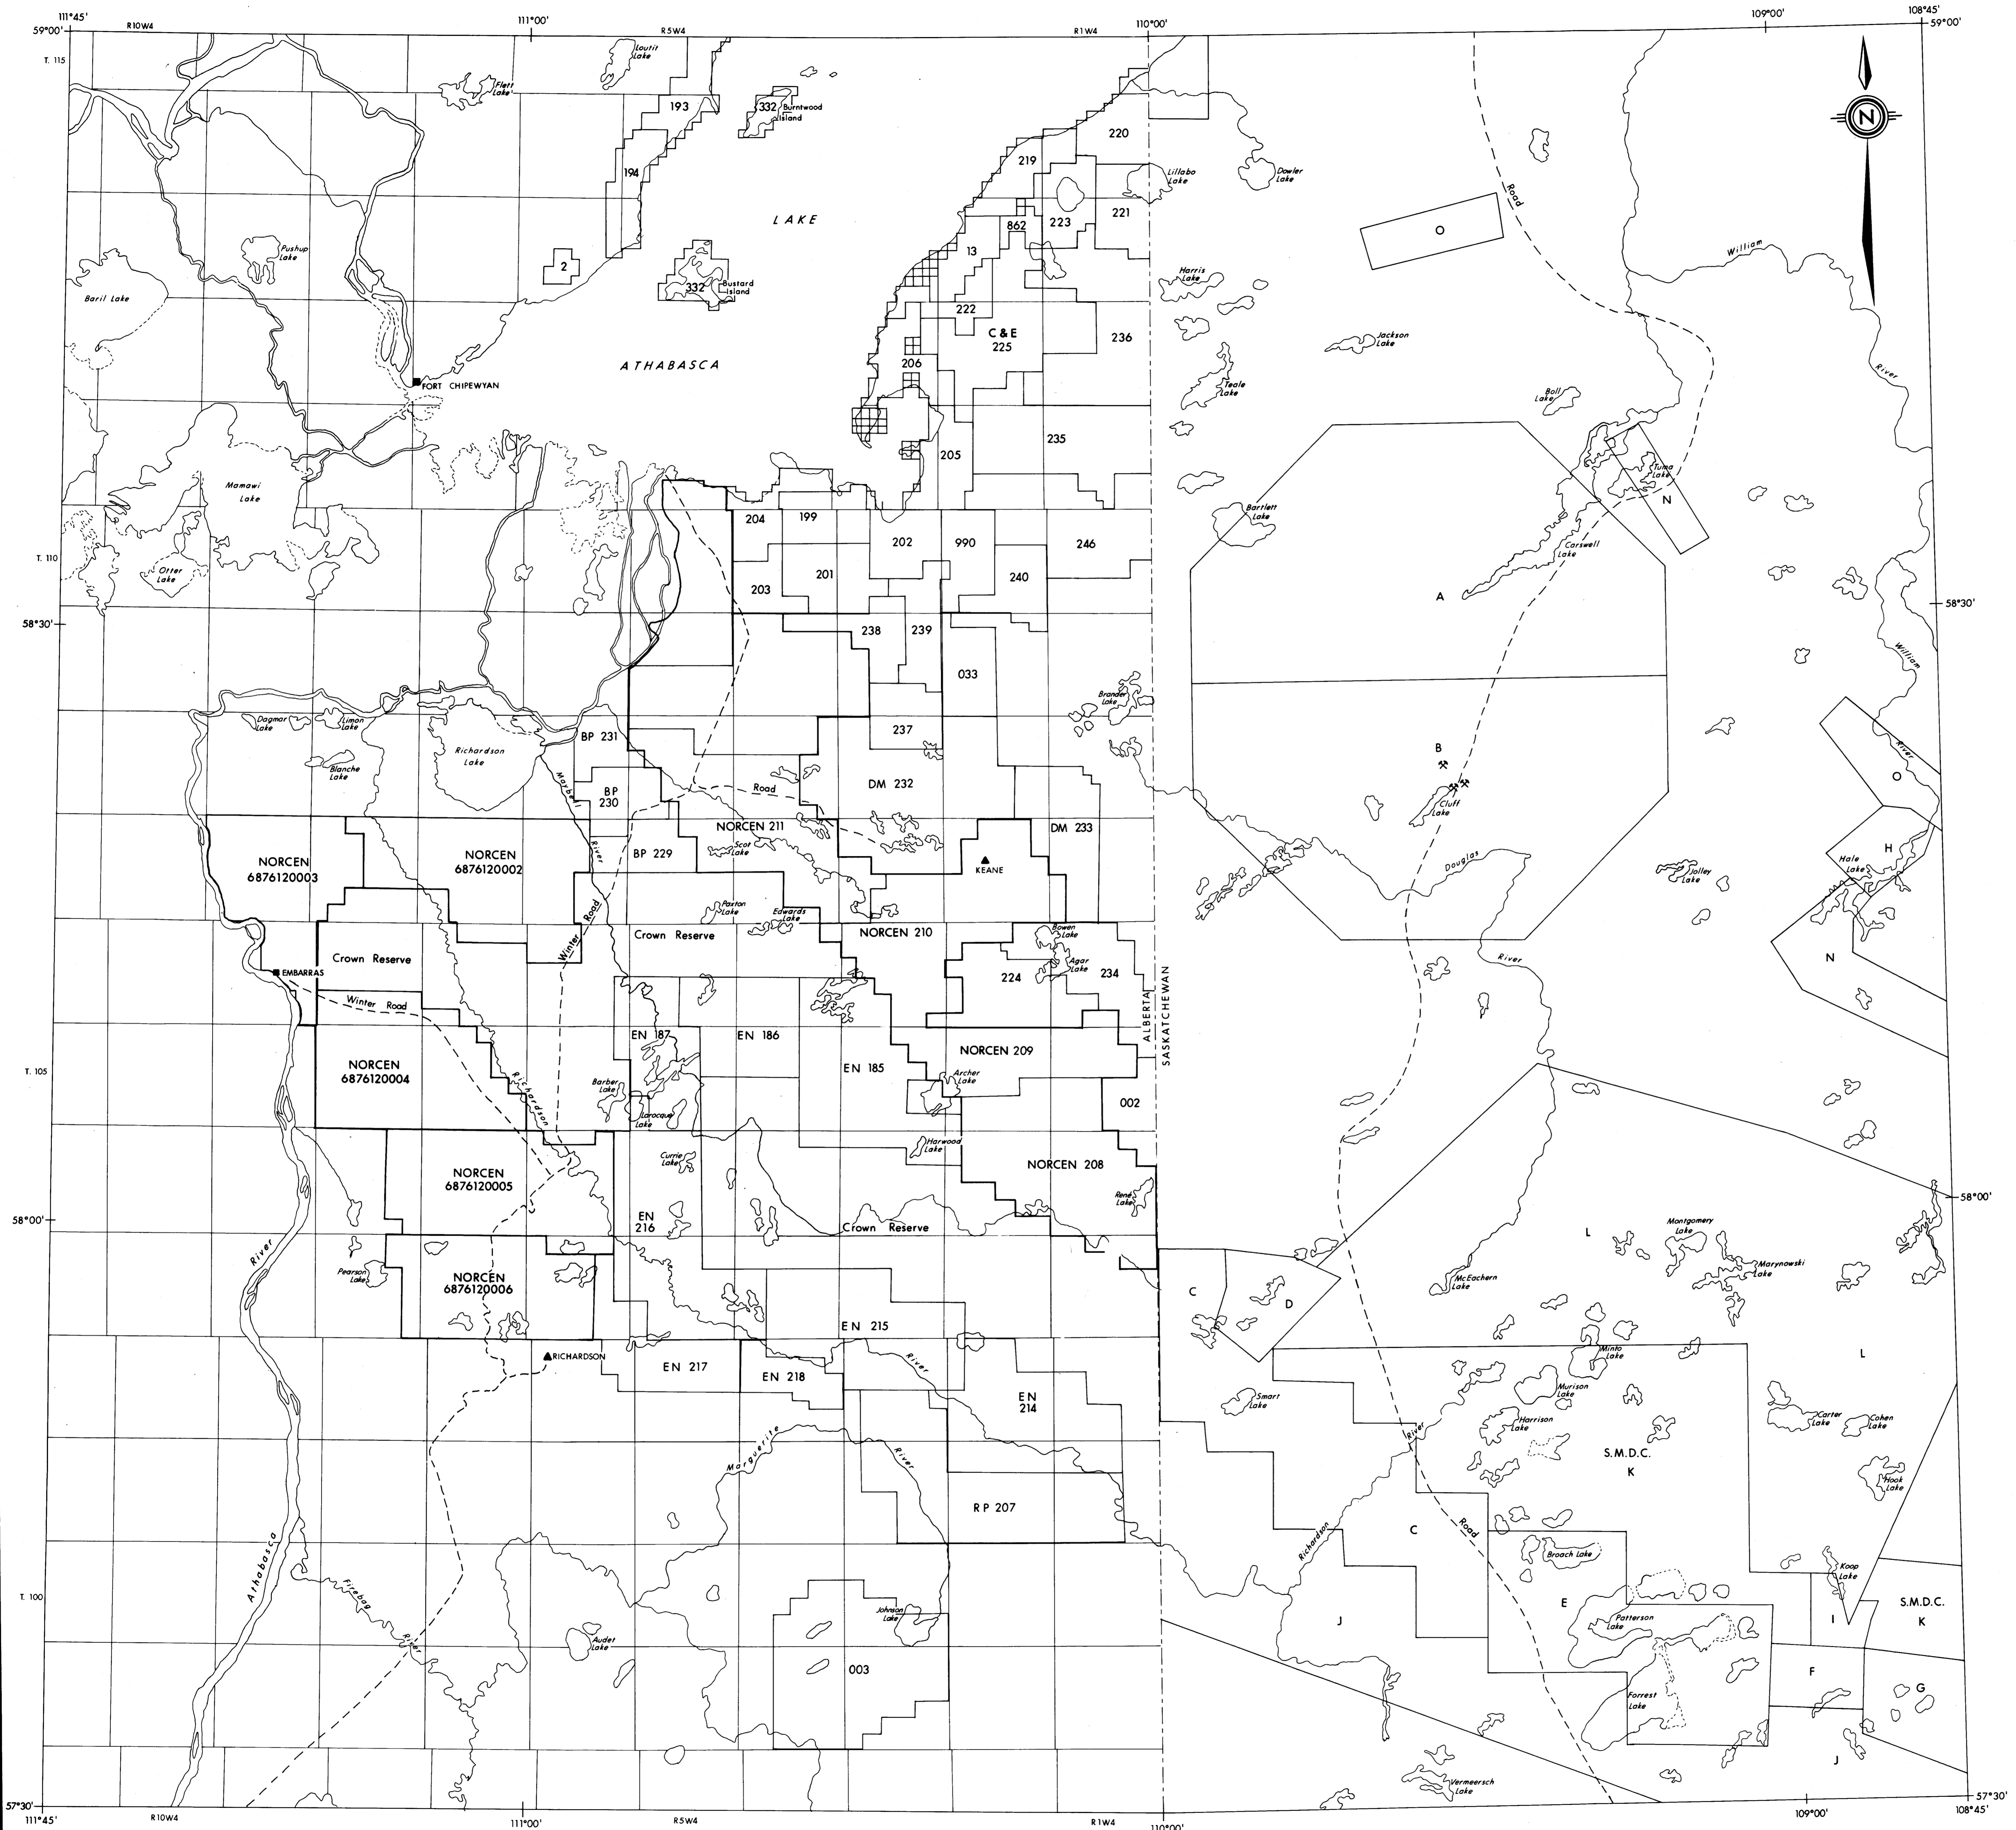 111°45'
R10W4
111°00'
R5W4
R1W4
110°00'
109°00'
108°45'
59°00'
59°00'
T. 115
Loutit
Lake
Flett
Lake
193
332
Burntwood
Island
N
220
219
194
Lillabo
Lake
Dowler
Lake
Road
LAKE
862
223
221
O
13
William
Pushup
Lake
2
332
Bustard
Island
Harris
Lake
Baril Lake
222
C & E
225
236
Jackson
Lake
ATHABASCA
206
River
FORT CHIPEWYAN
Teale
Lake
Boll
Lake
235
205
Tuma
Lake
N
Mamawi
Lake
Bartlett
Lake
204
199
202
990
246
Carswell
Lake
T. 110
Otter
Lake
201
203
240
A
58°30'
58°30'
238
239
William
033
Brander
Lake
Dagmar
Lake
Limon
Lake
BP 231
237
River
Richardson
Lake
B
Blanche
Lake
Maybell
BP
230
Road
DM 232
O
Cluff
Lake
NORCEN 211
DM 233
NORCEN
6876120003
NORCEN
6876120002
River
BP 229
Scot
Lake
KEANE
Douglas
H
Hale
Lake
Jolley
Lake
Paxton
Lake
Edwards
Lake
Winter Road
Crown Reserve
NORCEN 210
Bowen
Lake
Crown Reserve
Agar
Lake
River
N
EMBARRAS
224
234
Winter Road
ALBERTA
SASKATCHEWAN
EN 187
EN 186
NORCEN 209
T. 105
NORCEN
6876120004
EN 185
Archer
Lake
Richardson
Barber
Lake
Larocque
Lake
002
Harwood
Lake
Currie
Lake
NORCEN
6876120005
NORCEN 208
René
Lake
58°00'
58°00'
EN
216
Crown Reserve
L
Montgomery
Lake
River
Pearson
Lake
NORCEN
6876120006
McEachern
Lake
Marynowski
Lake
C
D
EN 215
RICHARDSON
EN 217
River
EN 218
Minto
Lake
L
EN
214
Smart
Lake
Murison
Lake
Harrison
Lake
Carter
Lake
Cohen
Lake
River
Marguerite
River
S.M.D.C.
K
Hook
Lake
R P 207
C
Road
Richardson
Broach Lake
Athabasca
Koop
Lake
Firebag
T. 100
E
S.M.D.C.
K
Johnson
Lake
J
Patterson
Lake
I
River
Audet
Lake
003
F
G
Forrest
Lake
J
Vermeersch
Lake
57°30'
57°30'
111°45'
R10W4
111°00'
R5W4
R1W4
110°00'
109°00'
108°45'